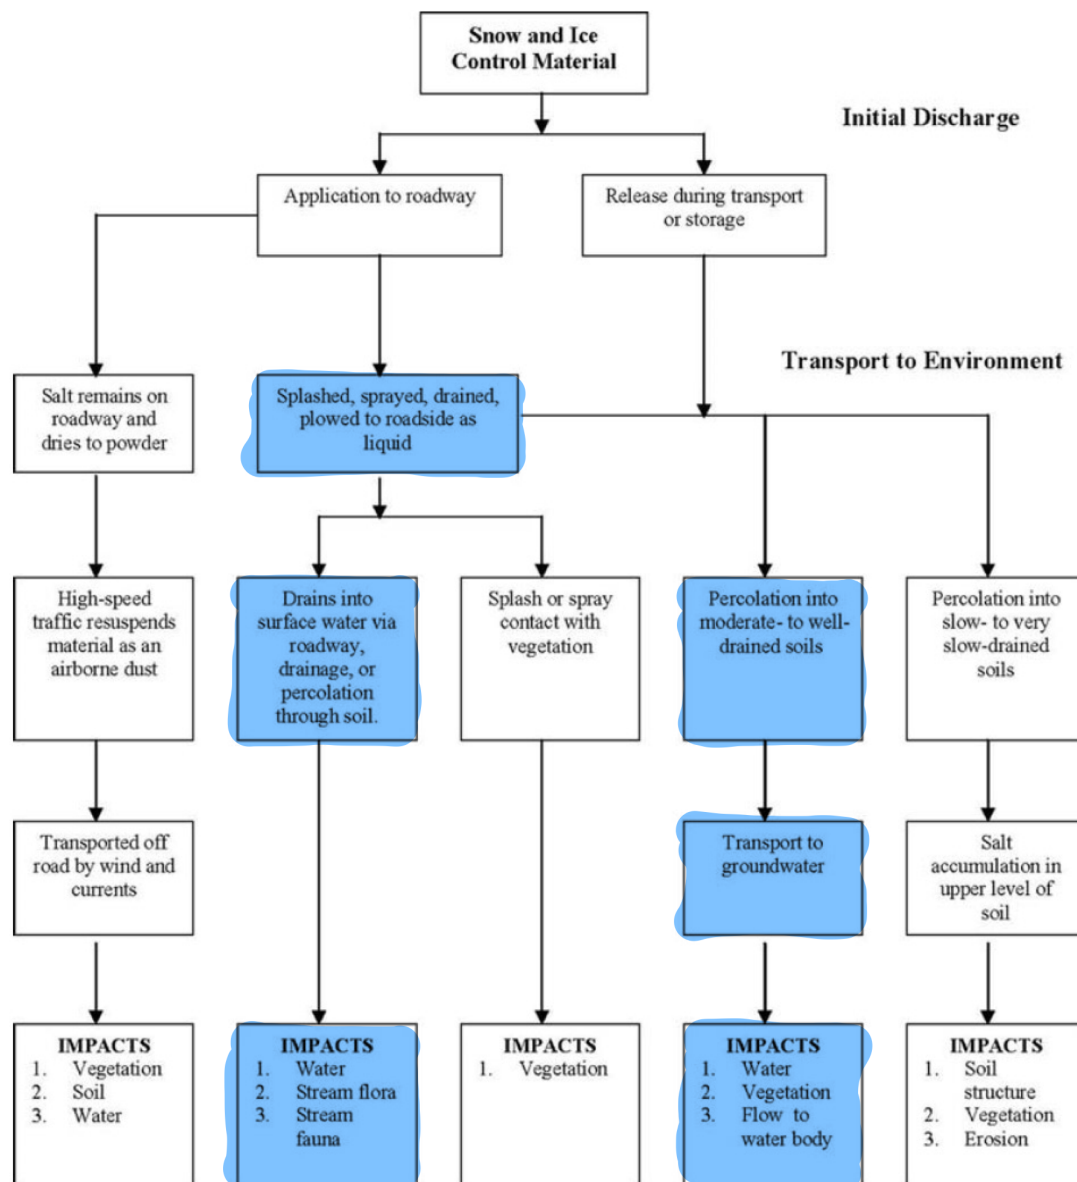 Snow and Ice
Control Material
Initial Discharge
Application to roadway
Release during transport
or storage
Transport to Environment
Salt remains on
roadway and
dries to powder
Splashed, sprayed, drained,
plowed to roadside as
liquid
High-speed
traffic resuspends
material as an
airborne dust
Drains into
surface water via
roadway,
drainage, or
percolation
through soil.
Splash or spray
contact with
vegetation
Percolation into
moderate- to well-
drained soils
Percolation into
slow- to very
slow-drained
soils
Transported off
road by wind and
currents
Transport to
groundwater
Salt
accumulation in
upper level of
soil
IMPACTS
1. Vegetation
2. Soil
3. Water
IMPACTS
1. Water
2. Stream flora
3. Stream
fauna
IMPACTS
1. Vegetation
IMPACTS
1. Water
2. Vegetation
3. Flow to
water body
IMPACTS
1. Soil
structure
2. Vegetation
3. Erosion